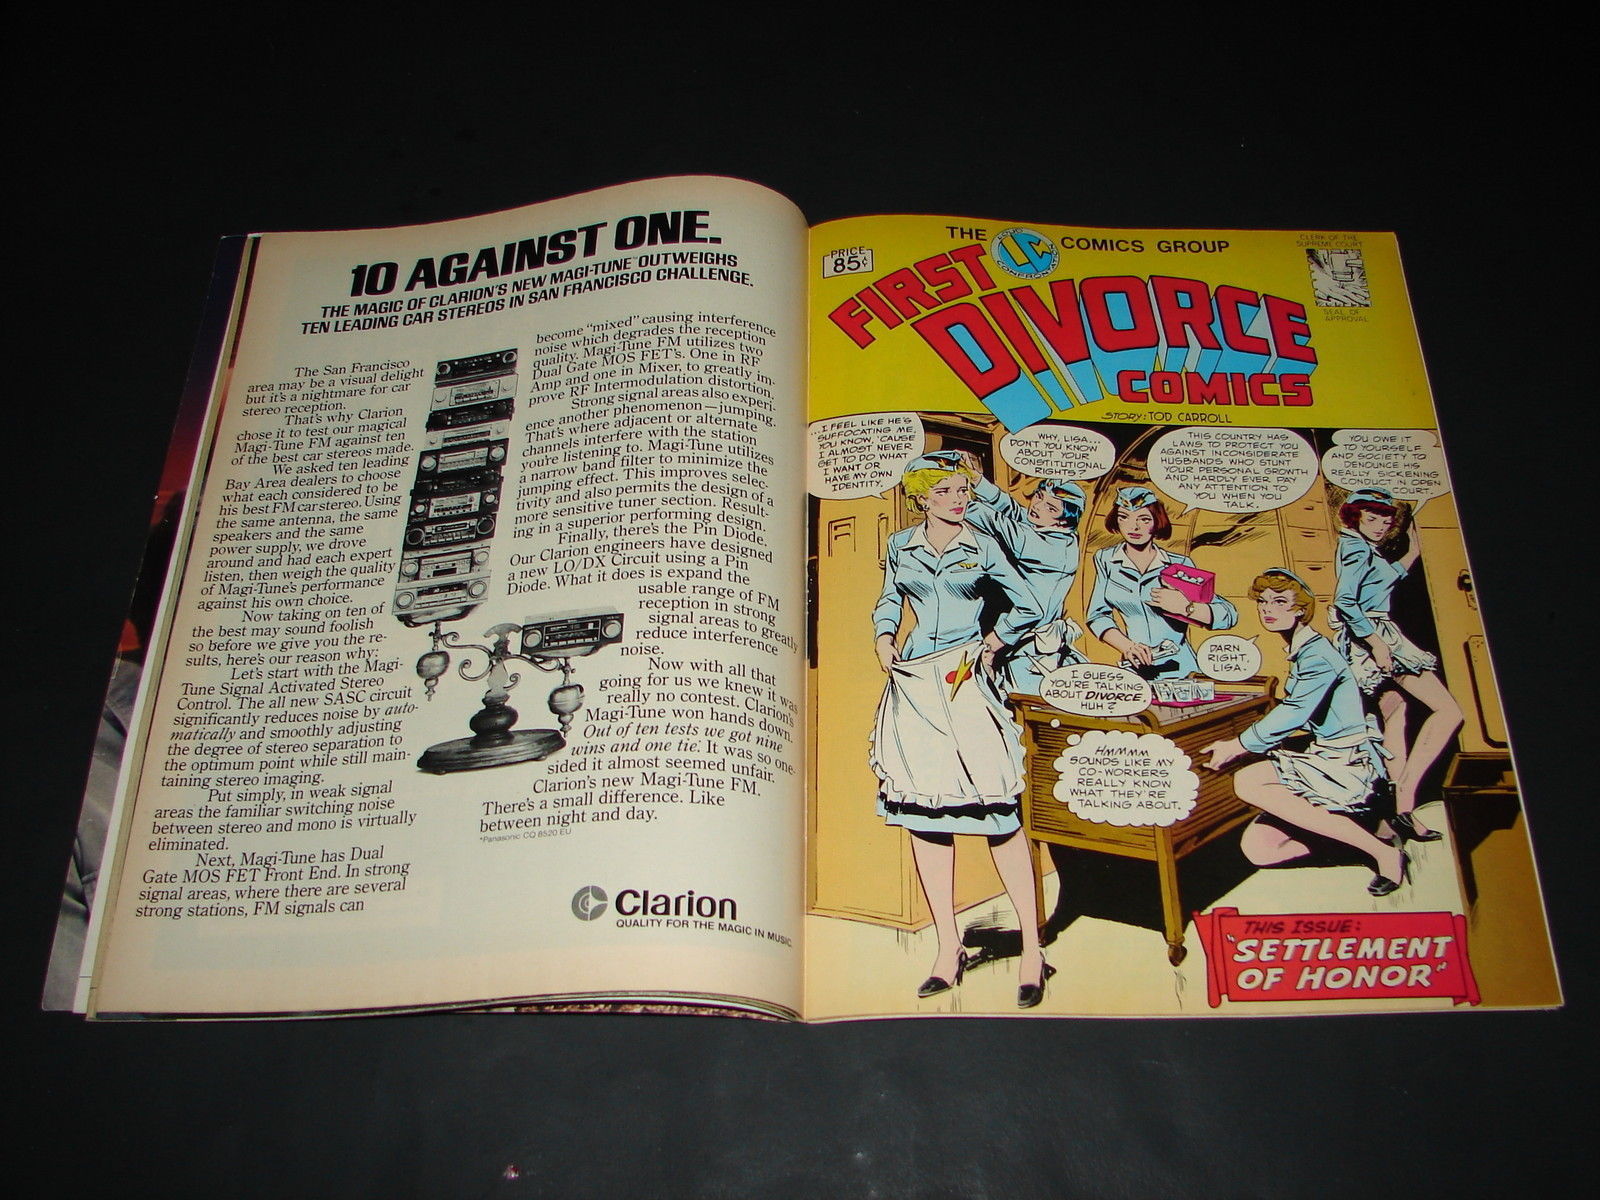 10 AGAINST ONE.
THE MAGIC OF CLARION'S NEW MAGI-TUNE™ OUTWEIGHS
TEN LEADING CAR STEREOS IN SAN FRANCISCO CHALLENGE.
The San Francisco
area may be a visual delight
but it's a nightmare for car
stereo reception.
That's why Clarion
chose it to test our magical
Magi-Tune FM against ten
of the best car stereos made.
We asked ten leading
Bay Area dealers to choose
what each considered to be
his best FM car stereo. Using
the same antenna, the same
speakers and the same
power supply, we drove
around and had each expert
listen, then weigh the quality
of Magi-Tune's performance
against his own choice.
Now taking on ten of
the best may sound foolish
so before we give you the re-
sults, here's our reason why:
Let's start with the Magi-
Tune Signal Activated Stereo
Control. The all new SASC circuit
significantly reduces noise by auto-
matically and smoothly adjusting
the degree of stereo separation to
the optimum point while still main-
taining stereo imaging.
Put simply, in weak signal
areas the familiar switching noise
between stereo and mono is virtually
eliminated.
Next, Magi-Tune has Dual
Gate MOS FET Front End. In strong
signal areas, where there are several
strong stations, FM signals can
become "mixed" causing interference
noise which degrades the reception
quality. Magi-Tune FM utilizes two
Dual Gate MOS FET's. One in RF
Amp and one in Mixer, to greatly im-
prove RF Intermodulation distortion.
Strong signal areas also experi-
ence another phenomenon—jumping.
That's where adjacent or alternate
channels interfere with the station
you're listening to. Magi-Tune utilizes
a narrow band filter to minimize the
jumping effect. This improves selec-
tivity and also permits the design of a
more sensitive tuner section. Result-
ing in a superior performing design.
Finally, there's the Pin Diode.
Our Clarion engineers have designed
a new LO/DX Circuit using a Pin
Diode. What it does is expand the
usable range of FM
reception in strong
signal areas to greatly
reduce interference
noise.
Now with all that
going for us we knew it was
really no contest. Clarion's
Magi-Tune won hands down.
Out of ten tests we got nine
wins and one tie.* It was so one-
sided it almost seemed unfair.
Clarion's new Magi-Tune FM.
There's a small difference. Like
between night and day.
*Panasonic CQ 8520 EU
Clarion
QUALITY FOR THE MAGIC IN MUSIC.
THE LM COMICS GROUP
PRICE
85¢
CLERK OF THE
SUPREME COURT
SEAL OF
APPROVAL
FIRST
DIVORCE
COMICS
STORY: TOD CARROLL
...I FEEL LIKE HE'S
SUFFOCATING ME,
YOU KNOW, 'CAUSE
I ALMOST NEVER
GET TO DO WHAT
I WANT OR
HAVE MY OWN
IDENTITY.
WHY, LISA...
DON'T YOU KNOW
ABOUT YOUR
CONSTITUTIONAL
RIGHTS?
THIS COUNTRY HAS
LAWS TO PROTECT YOU
AGAINST INCONSIDERATE
HUSBANDS WHO STUNT
YOUR PERSONAL GROWTH
AND HARDLY EVER PAY
ANY ATTENTION TO
YOU WHEN YOU
TALK.
YOU OWE IT
TO YOURSELF
AND SOCIETY TO
DENOUNCE HIS
REALLY SICKENING
CONDUCT IN OPEN
COURT.
DARN
RIGHT,
LISA.
I GUESS
YOU'RE TALKING
ABOUT DIVORCE,
HUH?
HMMMM
SOUNDS LIKE MY
CO-WORKERS
REALLY KNOW
WHAT THEY'RE
TALKING ABOUT.
THIS ISSUE:
"SETTLEMENT
OF HONOR"